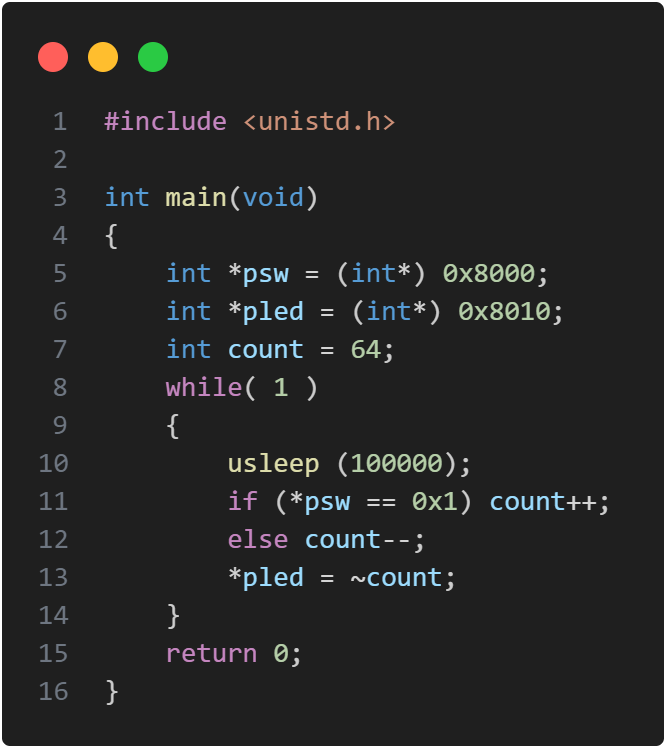 1 #include <unistd.h>
2
3 int main(void)
4 {
5     int *psw = (int*) 0x8000;
6     int *pled = (int*) 0x8010;
7     int count = 64;
8     while( 1 )
9     {
10         usleep (100000);
11         if (*psw == 0x1) count++;
12         else count--;
13         *pled = ~count;
14     }
15     return 0;
16 }